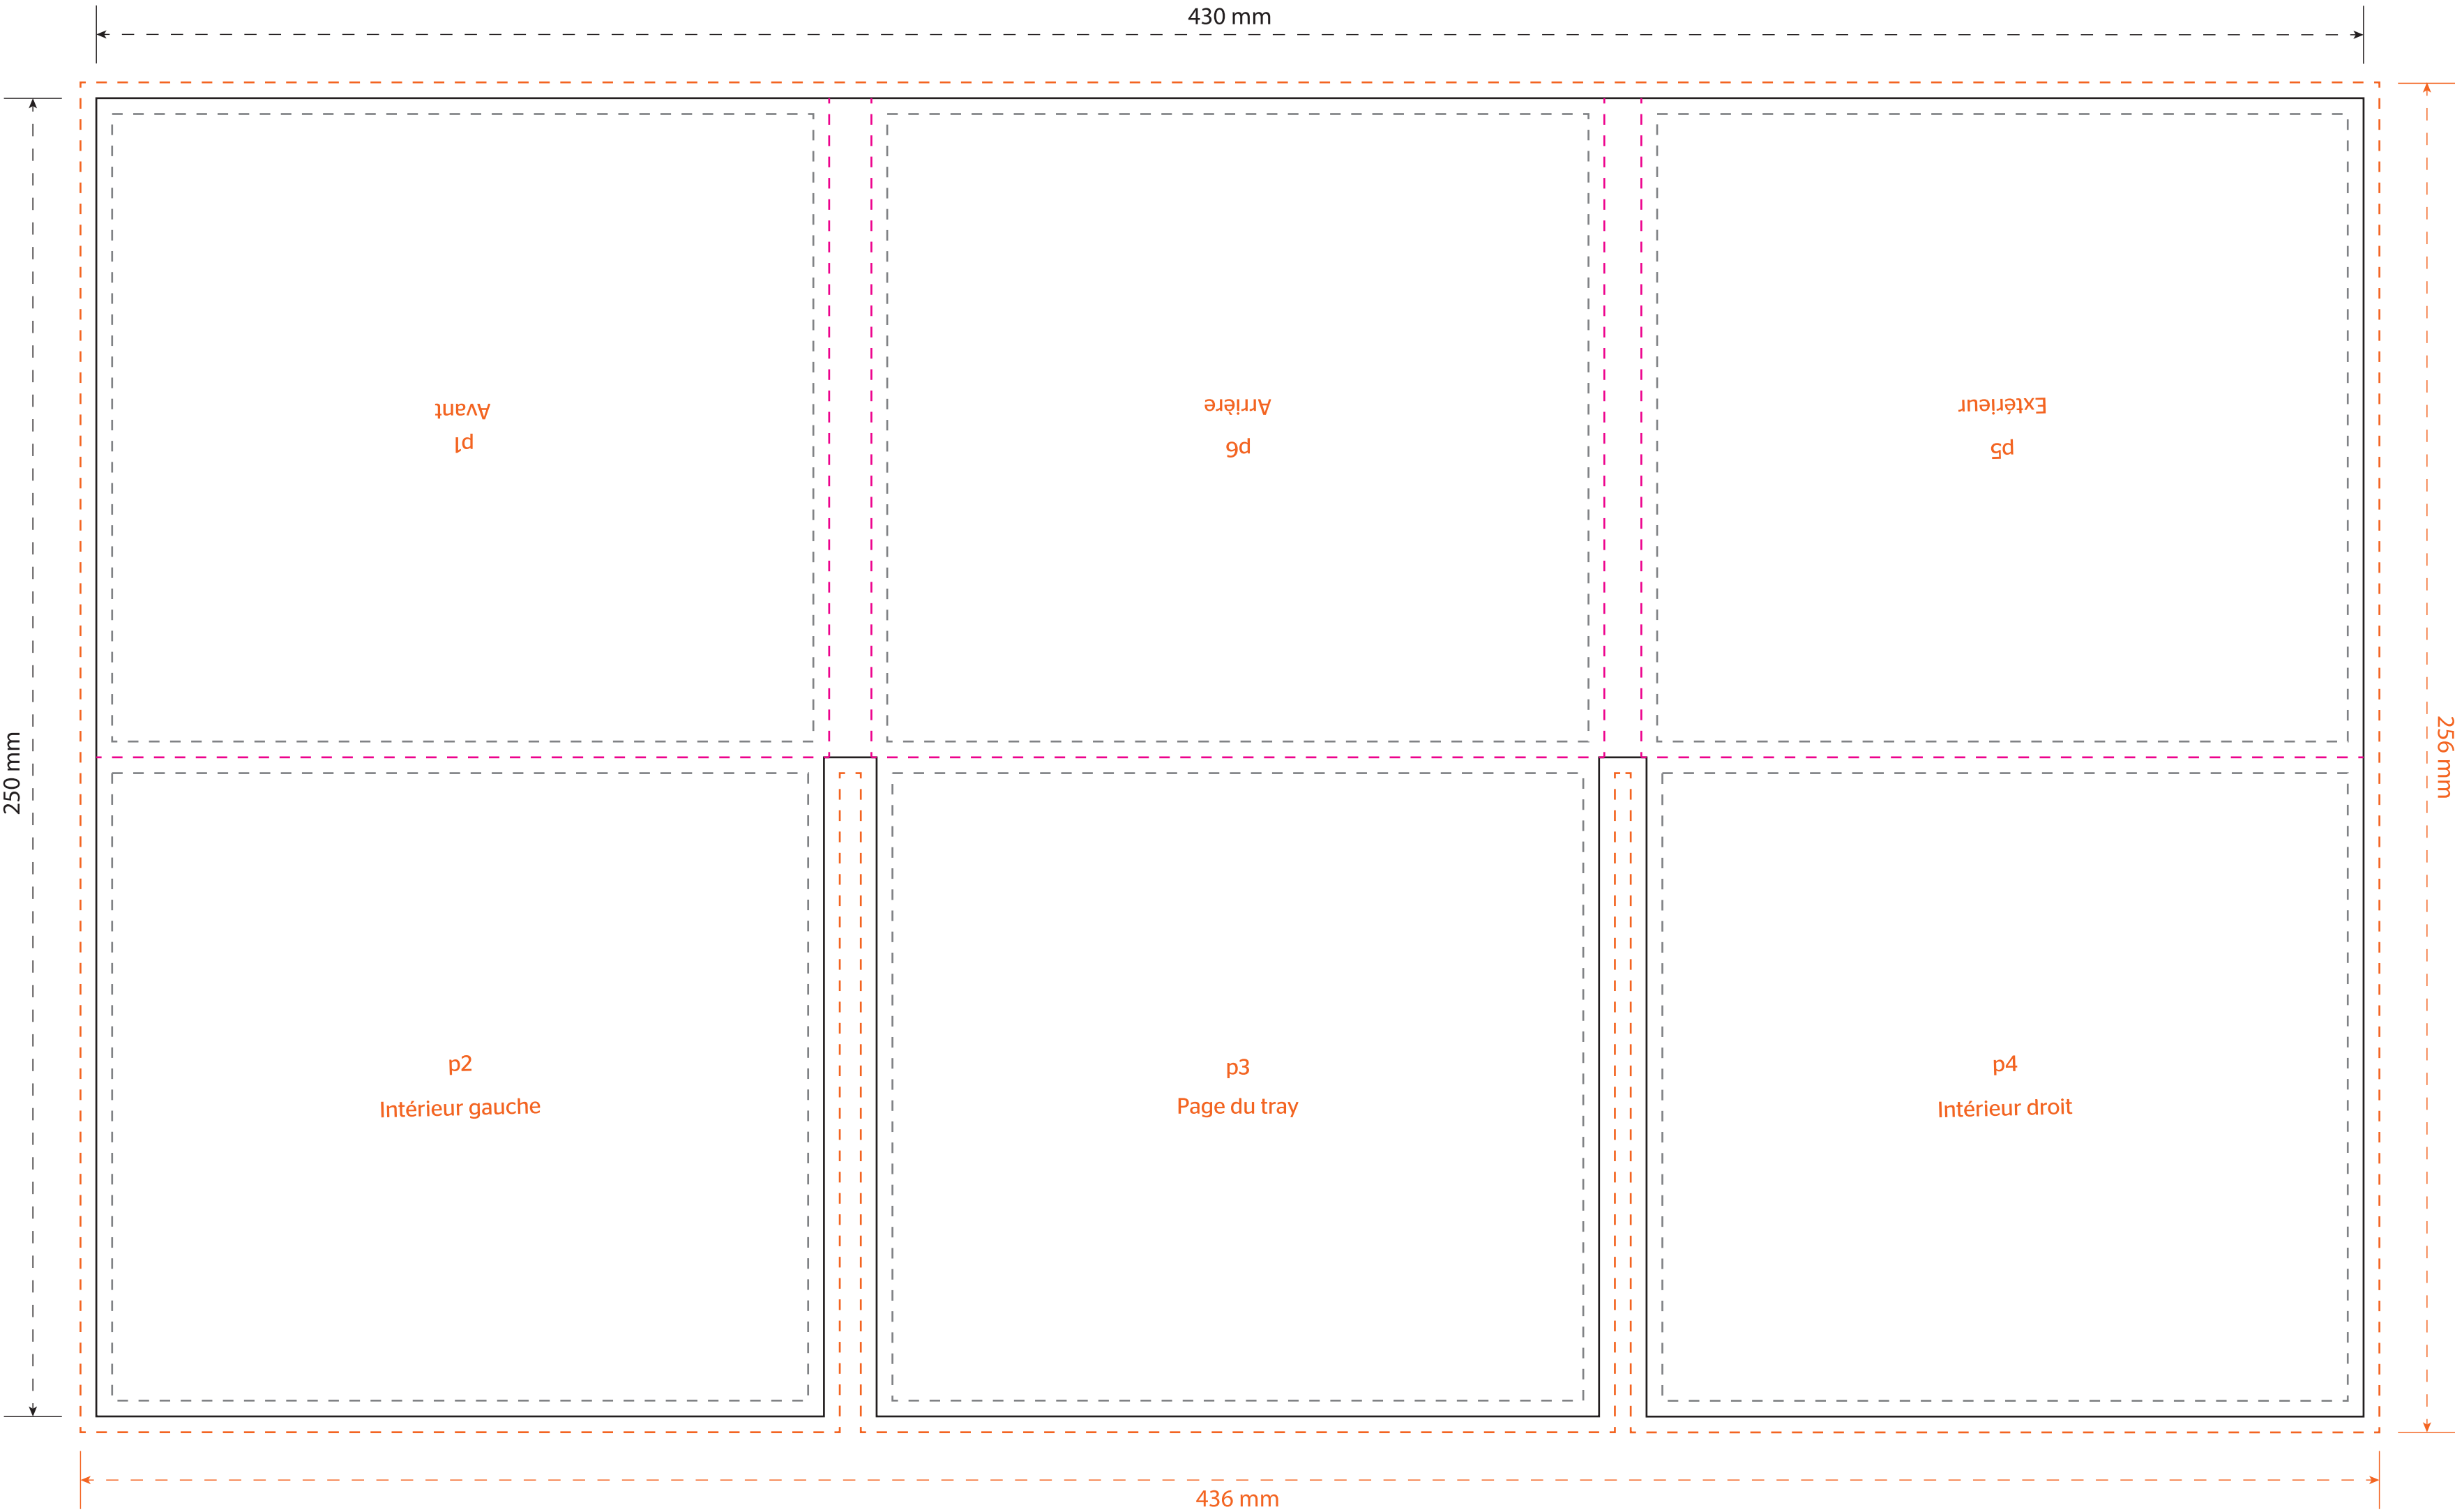 430 mm
Avant
p1
Arrière
p6
Extérieur
p5
250 mm
256 mm
p2
Intérieur gauche
p3
Page du tray
p4
Intérieur droit
436 mm